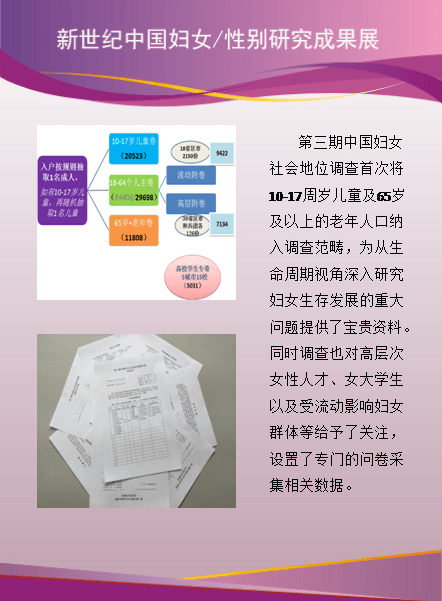 新世纪中国妇女/性别研究成果展
入户按规则抽
取1名成人，
如有10-17岁儿
童，再随机抽
取1名儿童
10-17岁儿童卷
（20523）
18-64个人主卷
29698）
65岁+老年卷
（11808）
18省区市
2150份
9422
流动附卷
高层附卷
30省区市
和兵团各
126份
7134
高校学生专卷
5城市15校
（5031）
第三期中国妇女
社会地位调查首次将
10-17周岁儿童及65岁
及以上的老年人口纳
入调查范畴，为从生
命周期视角深入研究
妇女生存发展的重大
问题提供了宝贵资料。
同时调查也对高层次
女性人才、女大学生
以及受流动影响妇女
群体等给予了关注，
设置了专门的问卷采
集相关数据。